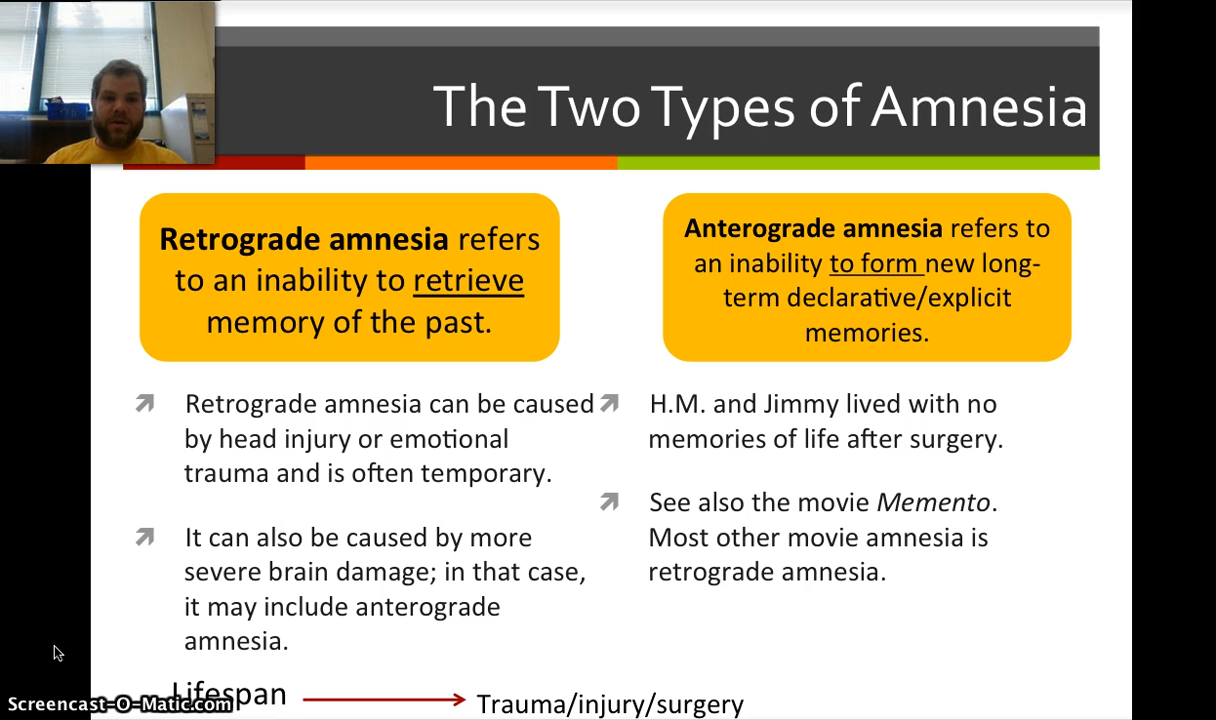 The Two Types of Amnesia
Retrograde amnesia refers
to an inability to retrieve
memory of the past.
Anterograde amnesia refers to
an inability to form new long-
term declarative/explicit
memories.
Retrograde amnesia can be caused
by head injury or emotional
trauma and is often temporary.
It can also be caused by more
severe brain damage; in that case,
it may include anterograde
amnesia.
H.M. and Jimmy lived with no
memories of life after surgery.
See also the movie Memento.
Most other movie amnesia is
retrograde amnesia.
Lifespan
Trauma/injury/surgery
Screencast-O-Matic.com